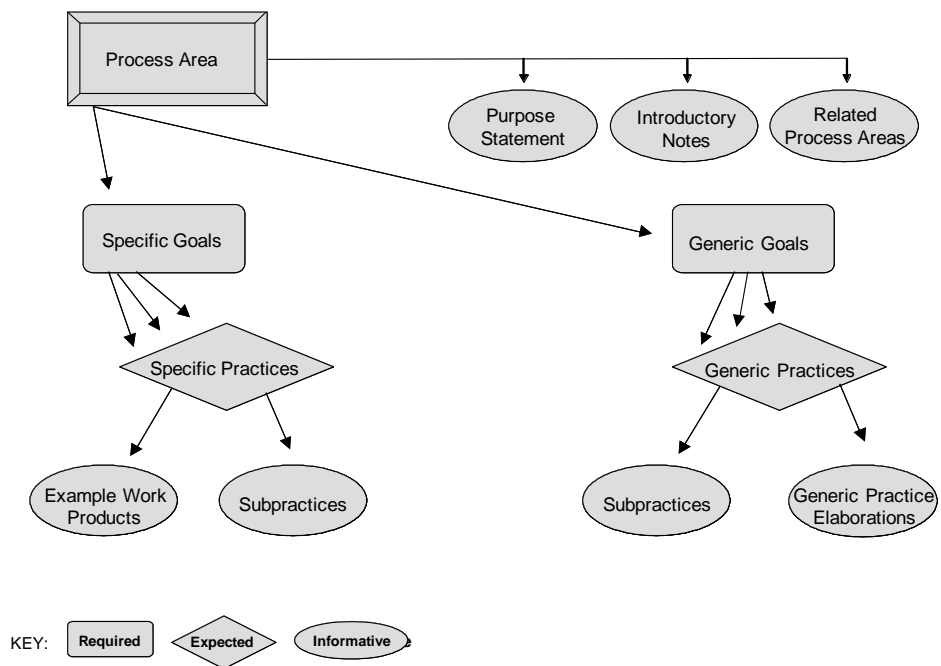 Process Area
Purpose
Statement
Introductory
Notes
Related
Process Areas
Specific Goals
Generic Goals
Specific Practices
Generic Practices
Example Work
Products
Subpractices
Subpractices
Generic Practice
Elaborations
KEY:
Required
Expected
Informative